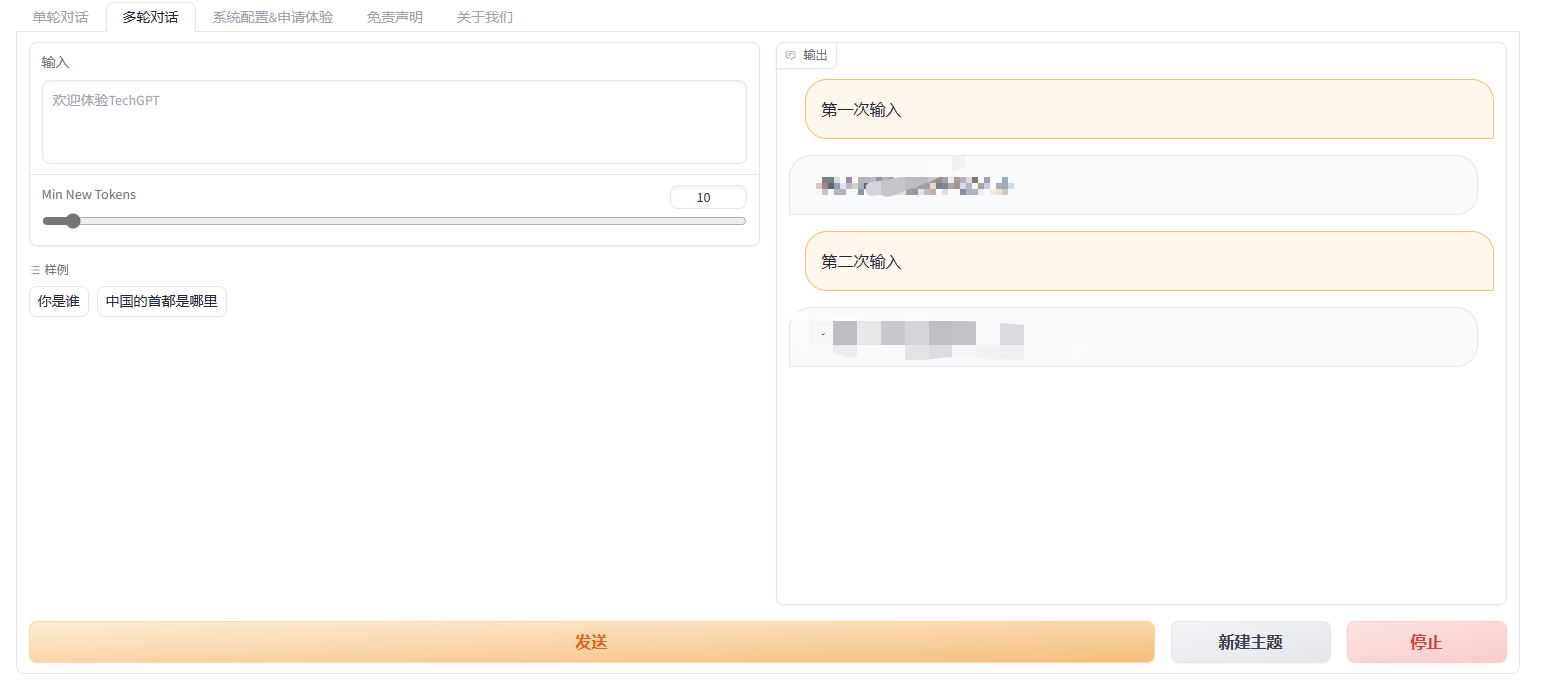 单轮对话
多轮对话
系统配置&申请体验
免责声明
关于我们
输入
欢迎体验TechGPT
Min New Tokens
10
样例
你是谁
中国的首都是哪里
输出
第一次输入
第二次输入
发送
新建主题
停止